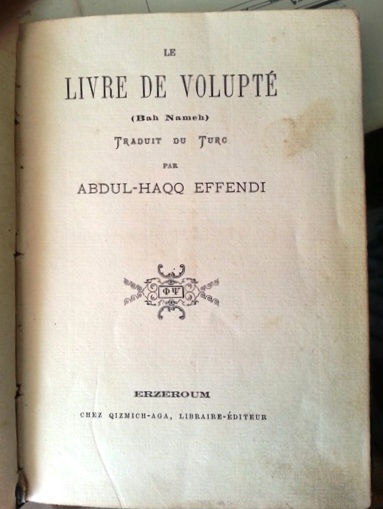 LE
LIVRE DE VOLUPTÉ
(Bah Nameh)
TRADUIT DU TURC
PAR
ABDUL-HAQQ EFFENDI
ΦΨ
ERZEROUM
CHEZ QIZMICH-AGA, LIBRAIRE-ÉDITEUR